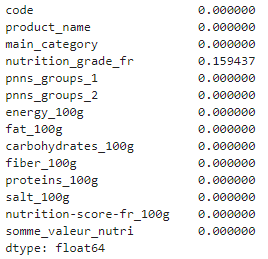 code 0.000000
product_name 0.000000
main_category 0.000000
nutrition_grade_fr 0.159437
pnns_groups_1 0.000000
pnns_groups_2 0.000000
energy_100g 0.000000
fat_100g 0.000000
carbohydrates_100g 0.000000
fiber_100g 0.000000
proteins_100g 0.000000
salt_100g 0.000000
nutrition-score-fr_100g 0.000000
somme_valeur_nutri 0.000000
dtype: float64